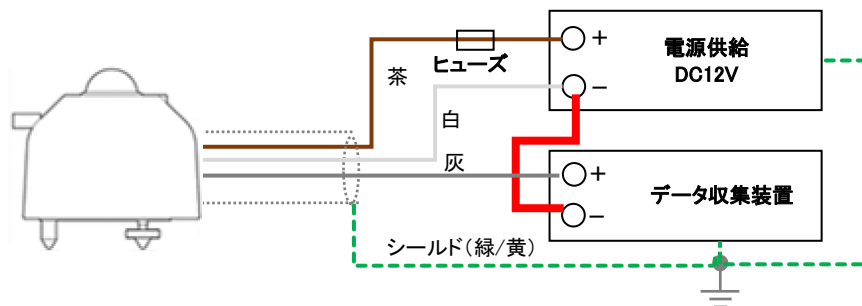 +
電源供給
DC12V
ヒューズ
茶
−
白
灰
+
データ収集装置
−
シールド(緑/黄)